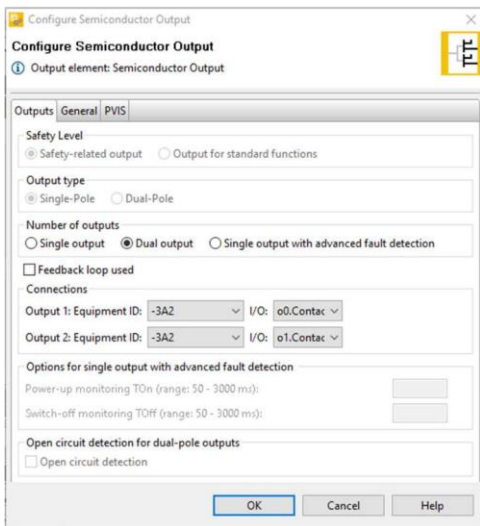 Configure Semiconductor Output
Configure Semiconductor Output
Output element: Semiconductor Output
Outputs General PVIS
Safety Level
Safety-related output Output for standard functions
Output type
Single-Pole Dual-Pole
Number of outputs
Single output Dual output Single output with advanced fault detection
Feedback loop used
Connections
Output 1: Equipment ID: -3A2 I/O: o0.Contac
Output 2: Equipment ID: -3A2 I/O: o1.Contac
Options for single output with advanced fault detection
Power-up monitoring TOn (range: 50 - 3000 ms):
Switch-off monitoring TOff (range: 50 - 3000 ms):
Open circuit detection for dual-pole outputs
Open circuit detection
OK Cancel Help